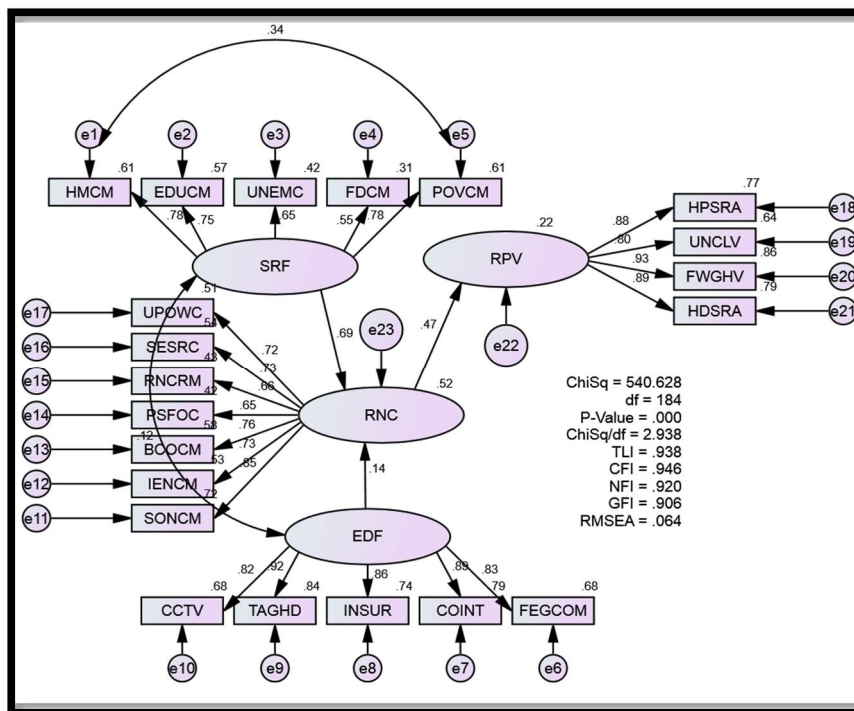 .34
e1 e2 e3 e4 e5
.61 .57 .42 .31 .61
HMCM EDUCM UNEMC FDCM POVCM
.78 .75 .65 .55 .78
SRF
.77
HPSRA e18
.88 .64
UNCLV e19
.80 .86
FWGHV e20
.93 .79
HDSRA e21
.89
.22
RPV
e22
.47
.69
e23
.51
e17 UPOWC
.54
e16 SESRC .72
.43
e15 RNCRM .73
.42
e14 PSFOC .66
.65
.58
e13 BCOCM .76
.12
.53
e12 IENCM .73
.72
e11 SONCM .85
RNC
.52
.14
EDF
ChiSq = 540.628
df = 184
P-Value = .000
ChiSq/df = 2.938
TLI = .938
CFI = .946
NFI = .920
GFI = .906
RMSEA = .064
.82 .92 .86 .89 .83
.68 .84 .74 .79 .68
CCTV TAGHD INSUR COINT FEGCOM
e10 e9 e8 e7 e6